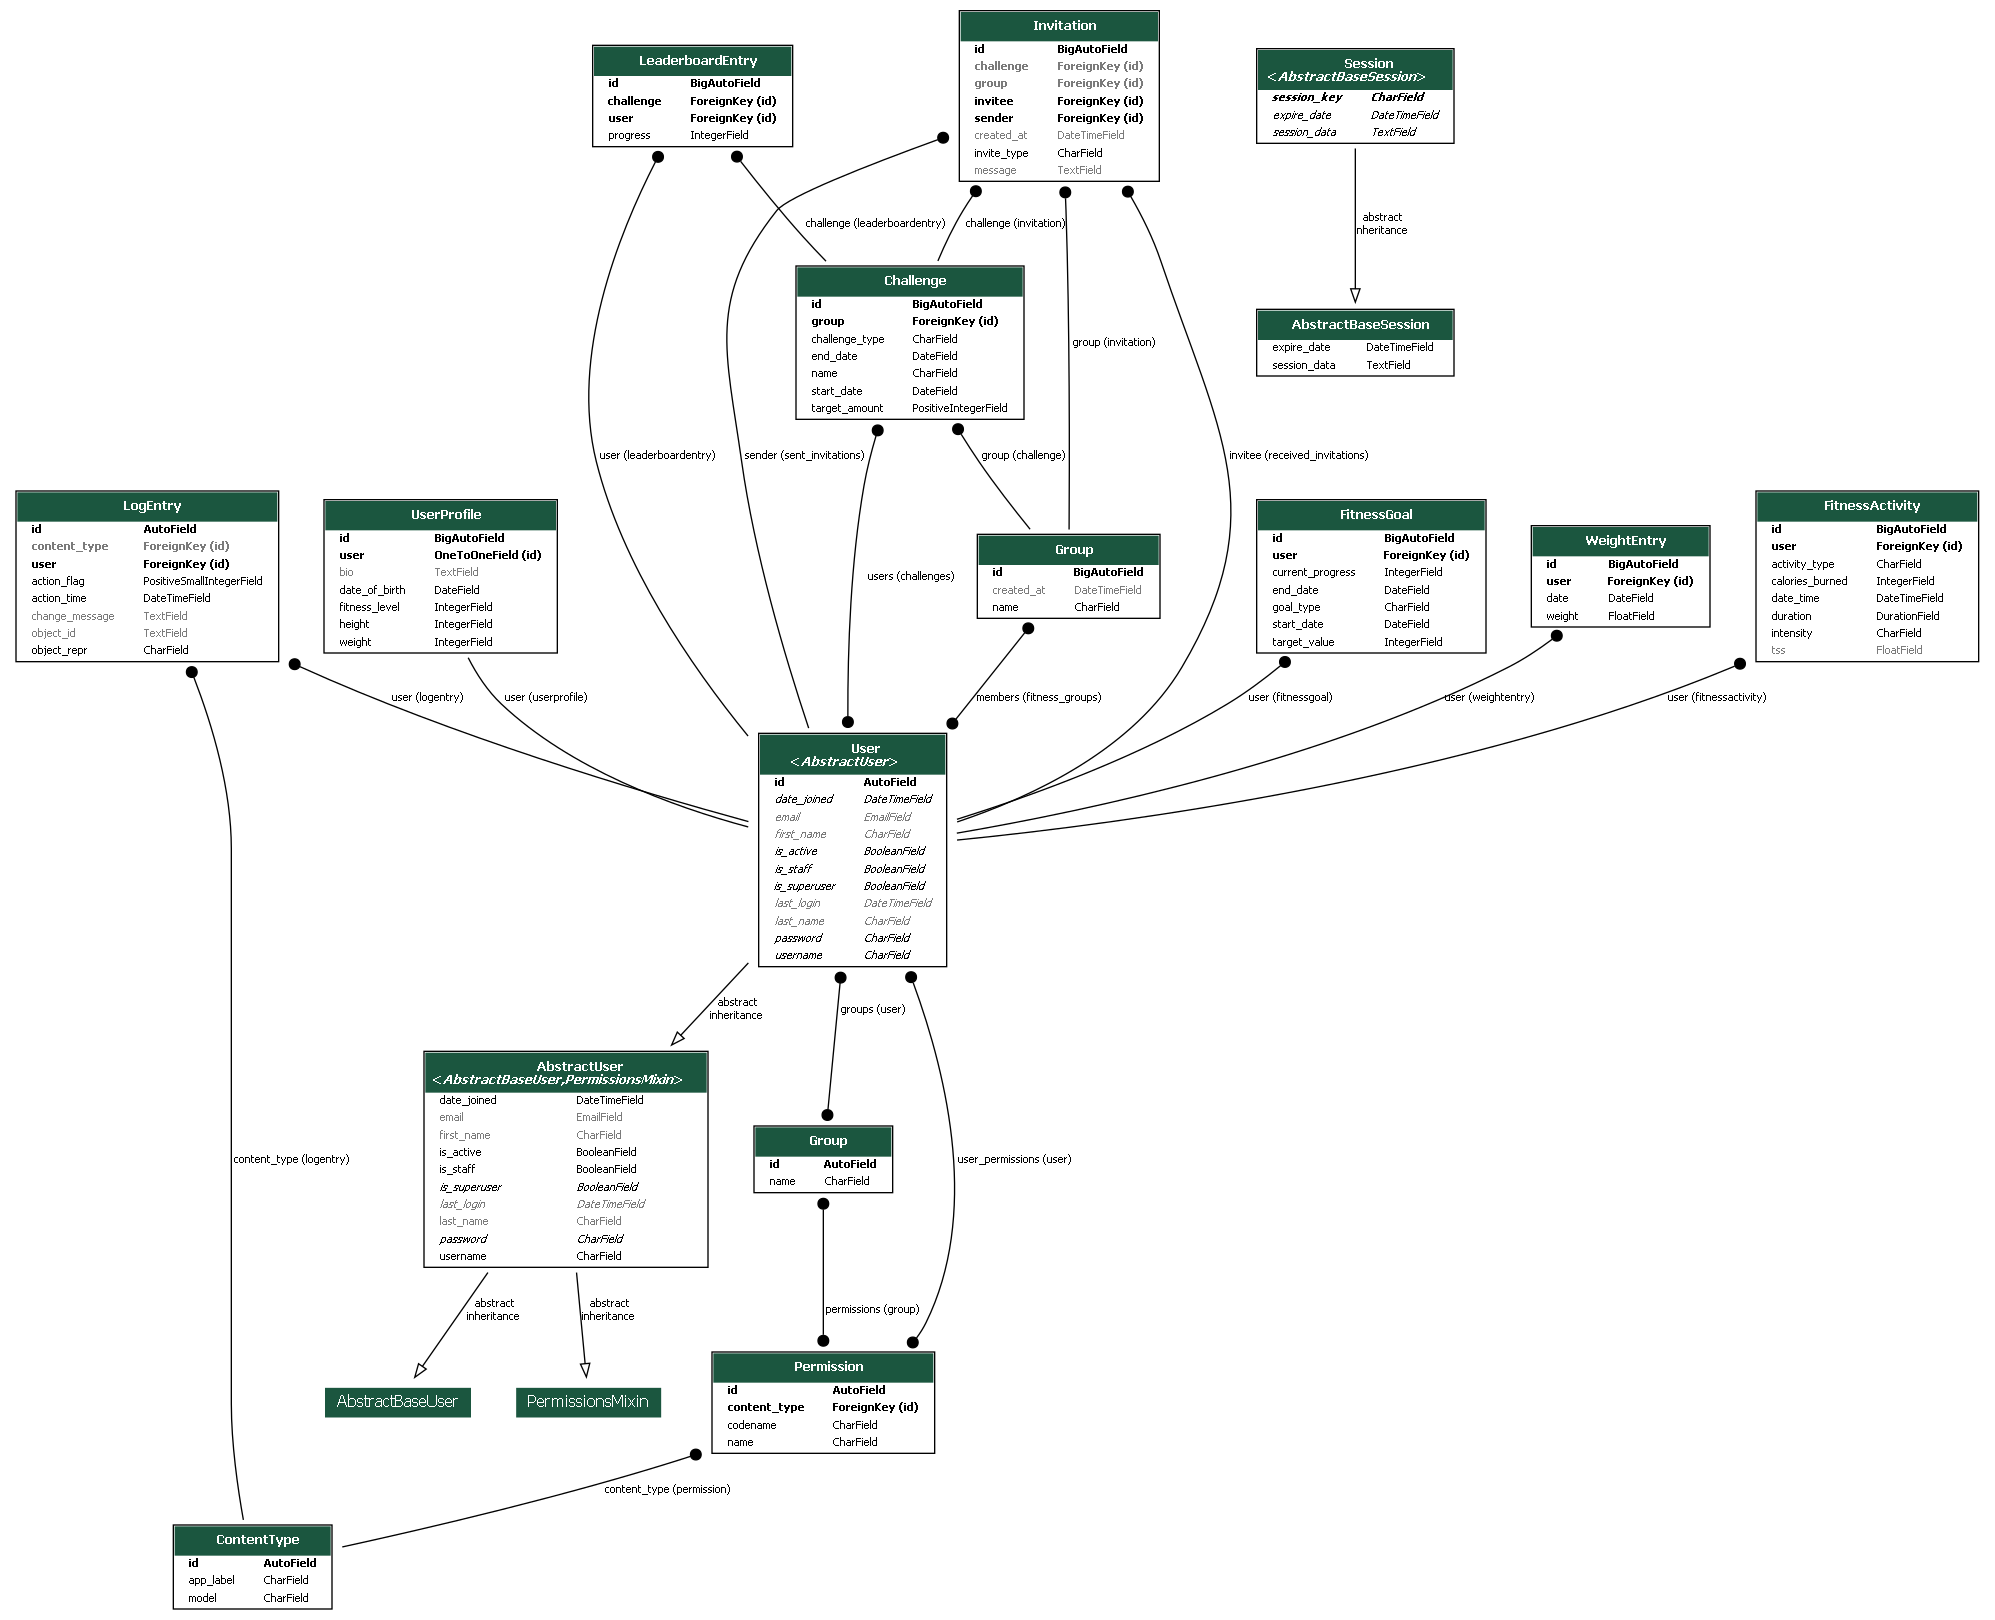 Invitation
id BigAutoField
challenge ForeignKey (id)
group ForeignKey (id)
invitee ForeignKey (id)
sender ForeignKey (id)
created_at DateTimeField
invite_type CharField
message TextField
LeaderboardEntry
id BigAutoField
challenge ForeignKey (id)
user ForeignKey (id)
progress IntegerField
Session
<AbstractBaseSession>
session_key CharField
expire_date DateTimeField
session_data TextField
challenge (leaderboardentry)
challenge (invitation)
abstract
nheritance
Challenge
id BigAutoField
group ForeignKey (id)
challenge_type CharField
end_date DateField
name CharField
start_date DateField
target_amount PositiveIntegerField
group (invitation)
AbstractBaseSession
expire_date DateTimeField
session_data TextField
user (leaderboardentry)
sender (sent_invitations)
group (challenge)
invitee (received_invitations)
LogEntry
id AutoField
content_type ForeignKey (id)
user ForeignKey (id)
action_flag PositiveSmallIntegerField
action_time DateTimeField
change_message TextField
object_id TextField
object_repr CharField
UserProfile
id BigAutoField
user OneToOneField (id)
bio TextField
date_of_birth DateField
fitness_level IntegerField
height IntegerField
weight IntegerField
users (challenges)
Group
id BigAutoField
created_at DateTimeField
name CharField
FitnessGoal
id BigAutoField
user ForeignKey (id)
current_progress IntegerField
end_date DateField
goal_type CharField
start_date DateField
target_value IntegerField
WeightEntry
id BigAutoField
user ForeignKey (id)
date DateField
weight FloatField
FitnessActivity
id BigAutoField
user ForeignKey (id)
activity_type CharField
calories_burned IntegerField
date_time DateTimeField
duration DurationField
intensity CharField
tss FloatField
user (logentry)
user (userprofile)
members (fitness_groups)
user (fitnessgoal)
user (weightentry)
user (fitnessactivity)
User
<AbstractUser>
id AutoField
date_joined DateTimeField
email EmailField
first_name CharField
is_active BooleanField
is_staff BooleanField
is_superuser BooleanField
last_login DateTimeField
last_name CharField
password CharField
username CharField
abstract
inheritance
groups (user)
AbstractUser
<AbstractBaseUser,PermissionsMixin>
date_joined DateTimeField
email EmailField
first_name CharField
is_active BooleanField
is_staff BooleanField
is_superuser BooleanField
last_login DateTimeField
last_name CharField
password CharField
username CharField
Group
id AutoField
name CharField
content_type (logentry)
user_permissions (user)
abstract
inheritance
abstract
inheritance
permissions (group)
AbstractBaseUser
PermissionsMixin
Permission
id AutoField
content_type ForeignKey (id)
codename CharField
name CharField
content_type (permission)
ContentType
id AutoField
app_label CharField
model CharField